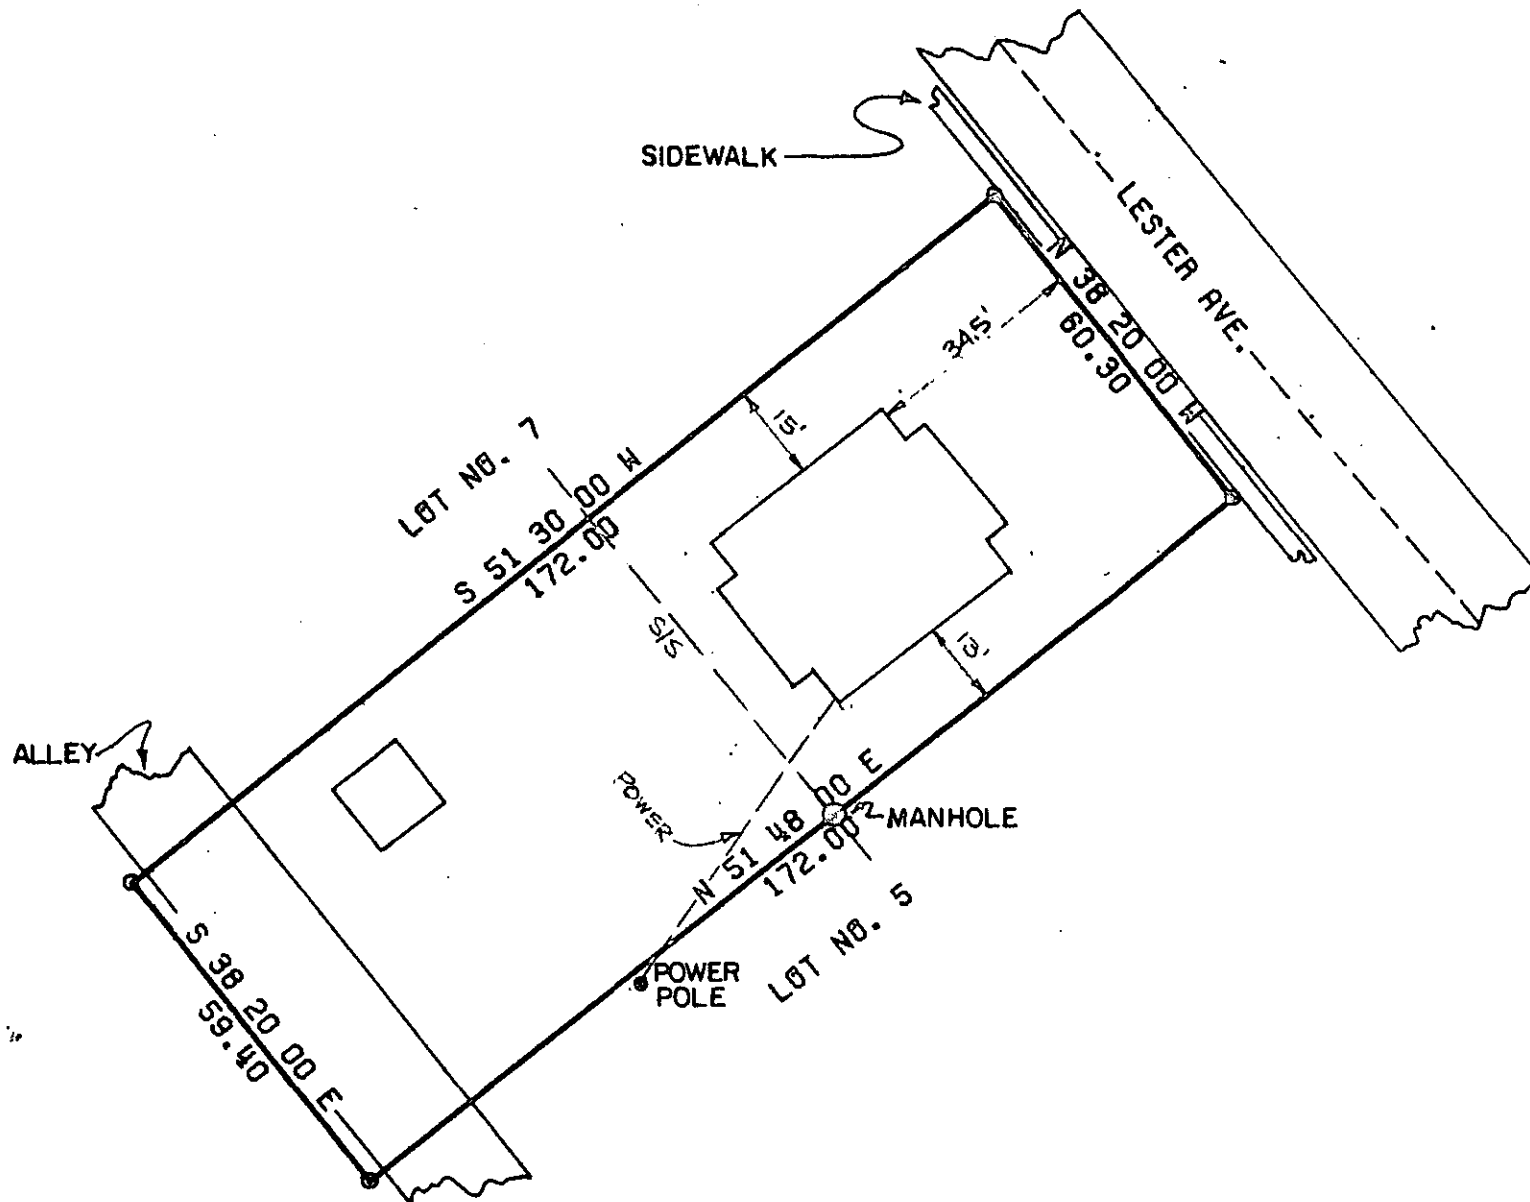 SIDEWALK
LESTER AVE.
N 38 20 00 W
60.30
34.5'
15'
LOT NO. 7
S 51 30 00 W
172.00
S/S
13'
ALLEY
POWER
N 51 48 00 E
172.00
MANHOLE
LOT NO. 5
POWER
POLE
S 38 20 00 E
59.40